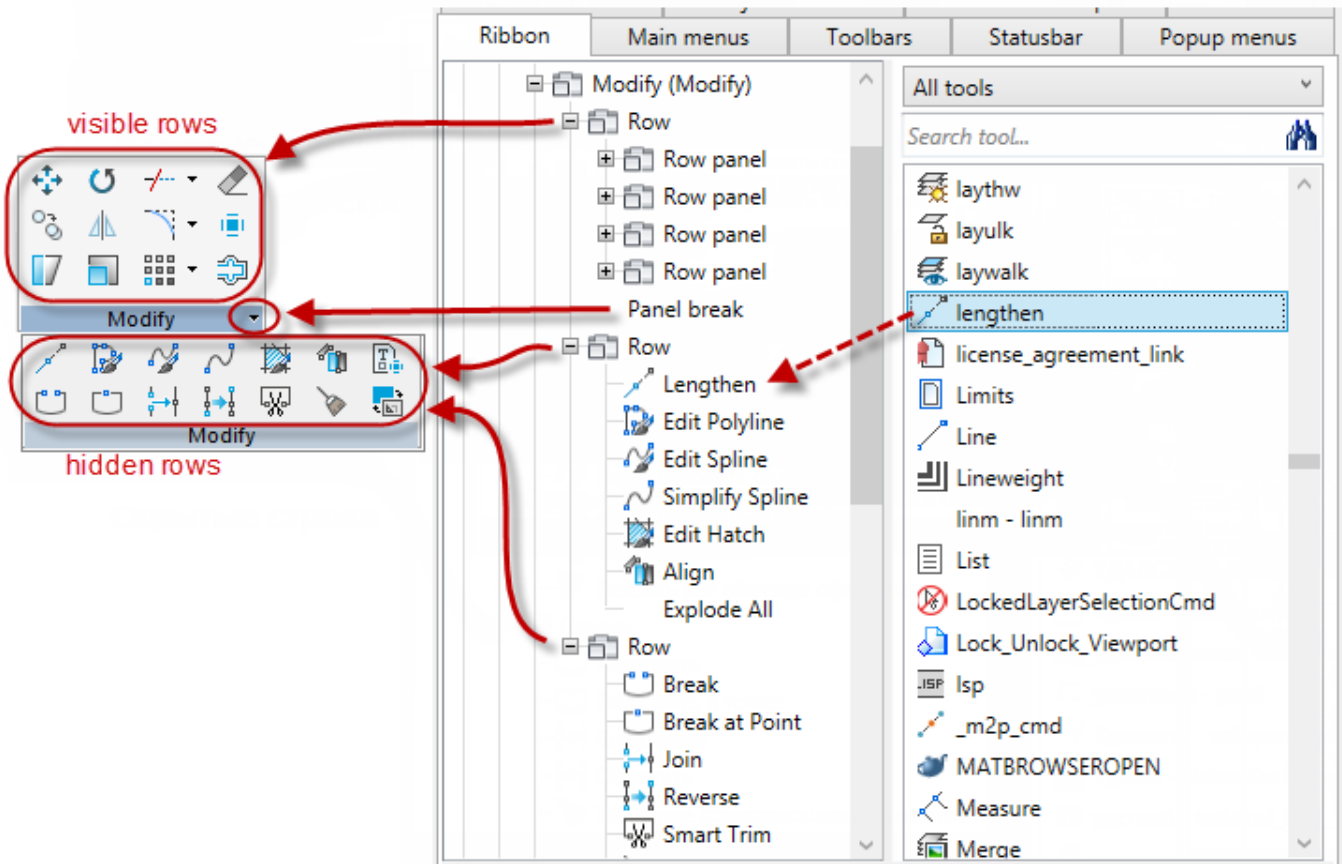 Ribbon
Main menus
Toolbars
Statusbar
Popup menus
visible rows
Modify
Modify
hidden rows
Modify (Modify)
Row
Row panel
Row panel
Row panel
Row panel
Panel break
Row
Lengthen
Edit Polyline
Edit Spline
Simplify Spline
Edit Hatch
Align
Explode All
Row
Break
Break at Point
Join
Reverse
Smart Trim
All tools
Search tool...
laythw
layulk
laywalk
lengthen
license_agreement_link
Limits
Line
Lineweight
linm - linm
List
LockedLayerSelectionCmd
Lock_Unlock_Viewport
lsp
_m2p_cmd
MATBROWSEROPEN
Measure
Merge